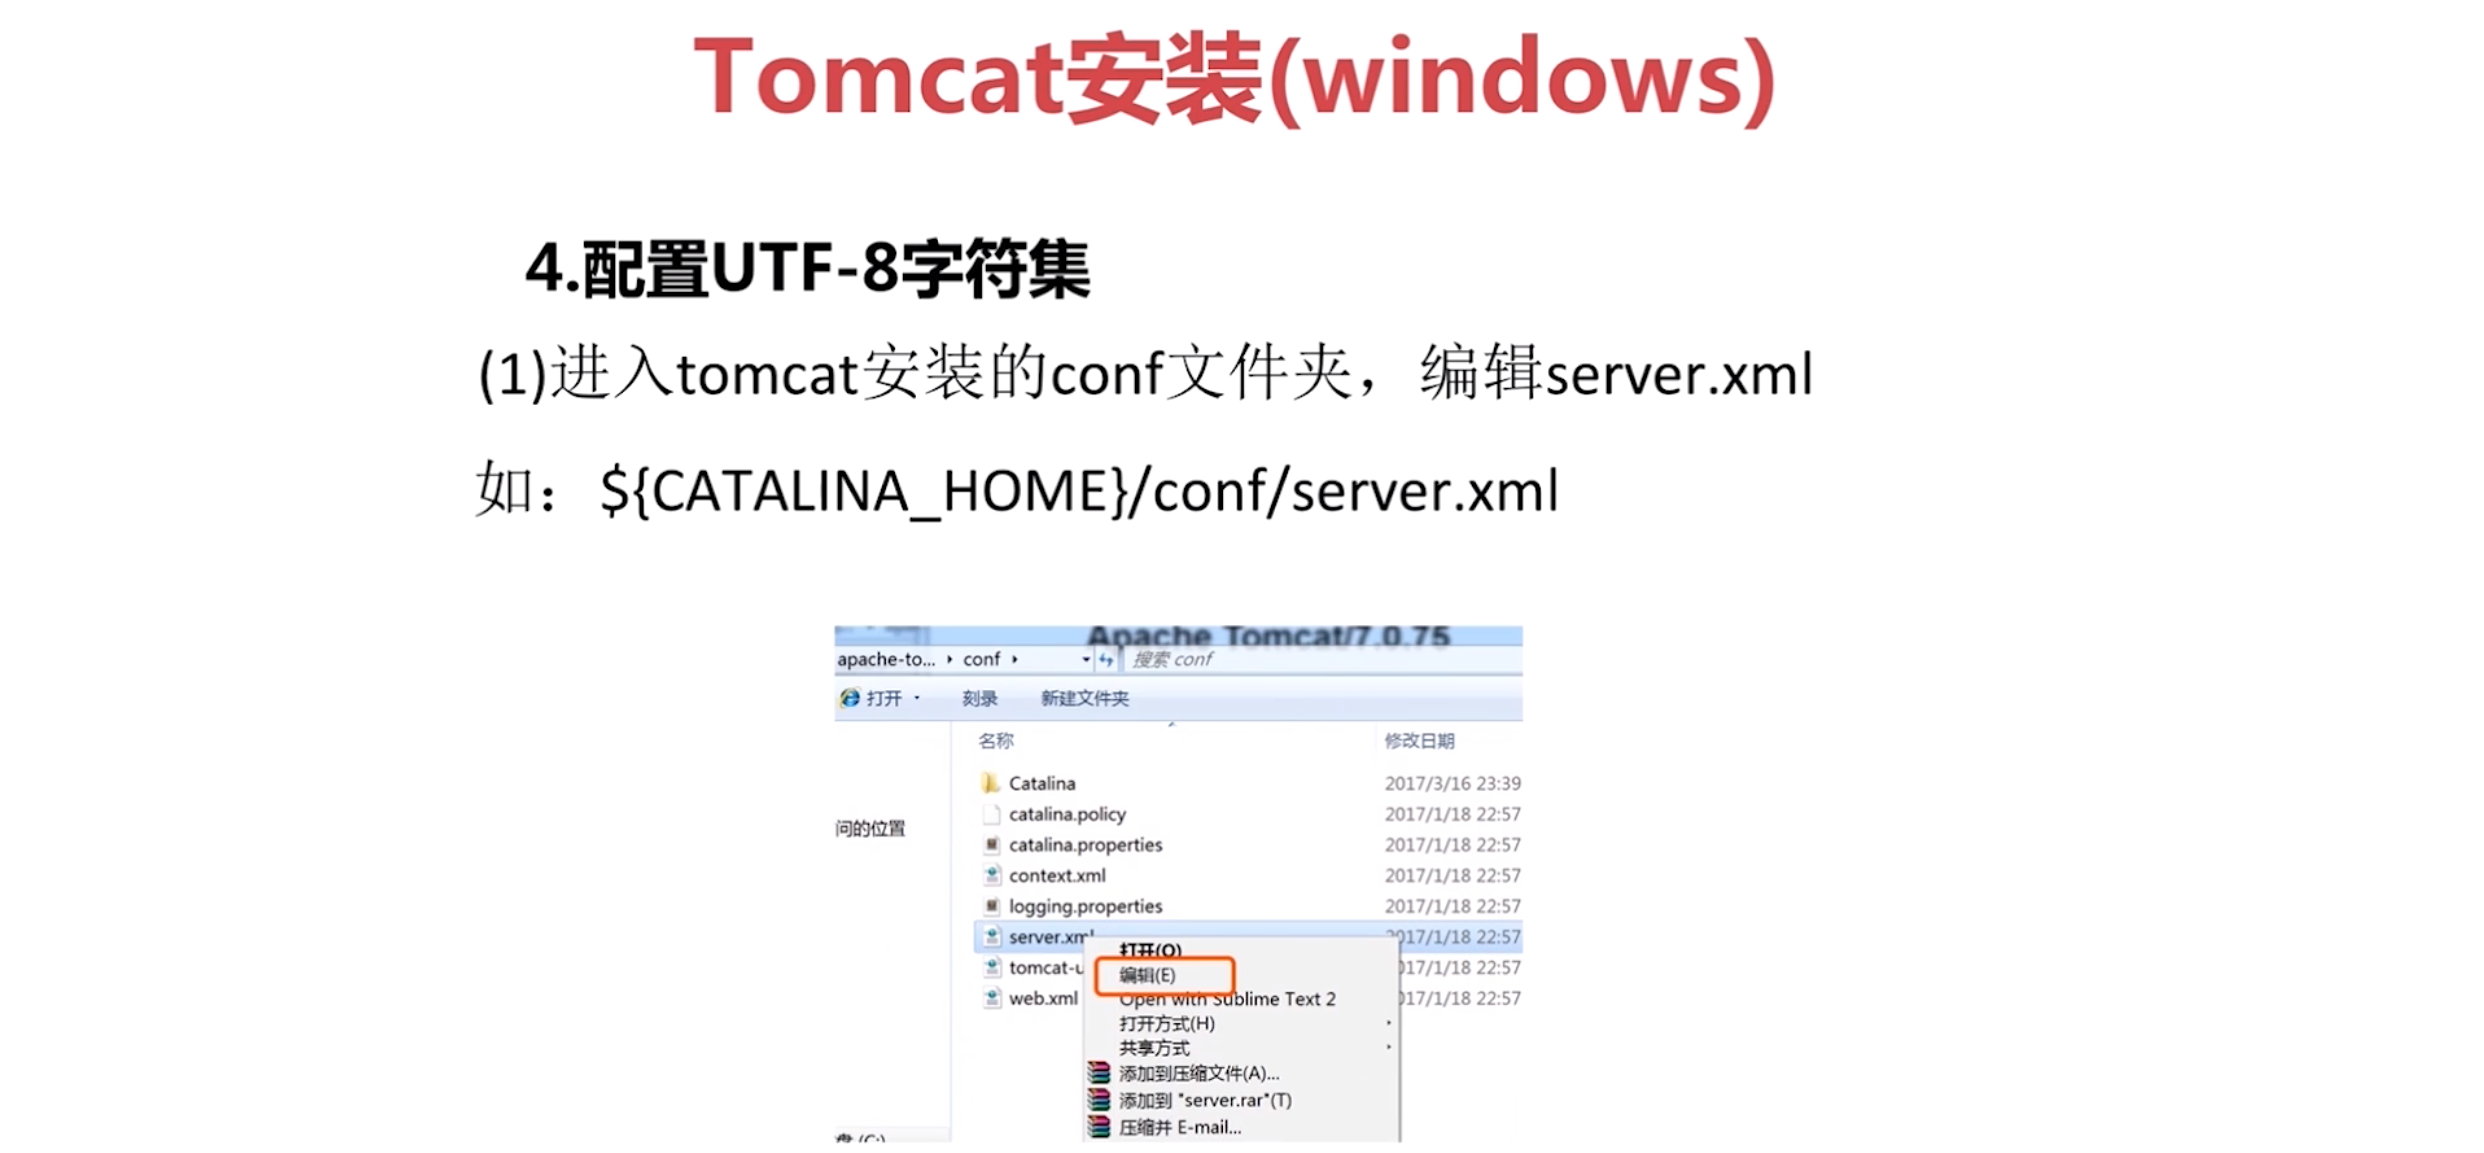 Tomcat安装(windows)
4.配置UTF-8字符集
(1)进入tomcat安装的conf文件夹，编辑server.xml
如：${CATALINA_HOME}/conf/server.xml
Apache Tomcat/7.0.75
apache-to... conf 搜索 conf
打开 刻录 新建文件夹
名称 修改日期
Catalina 2017/3/16 23:39
catalina.policy 2017/1/18 22:57
问的位置
catalina.properties 2017/1/18 22:57
context.xml 2017/1/18 22:57
logging.properties 2017/1/18 22:57
server.xml 2017/1/18 22:57
打开(O)
tomcat-u 017/1/18 22:57
编辑(E)
web.xml 017/1/18 22:57
Open with Sublime Text 2
打开方式(H)
共享方式
添加到压缩文件(A)...
添加到 "server.rar"(T)
压缩并 E-mail...
盘 (C:)